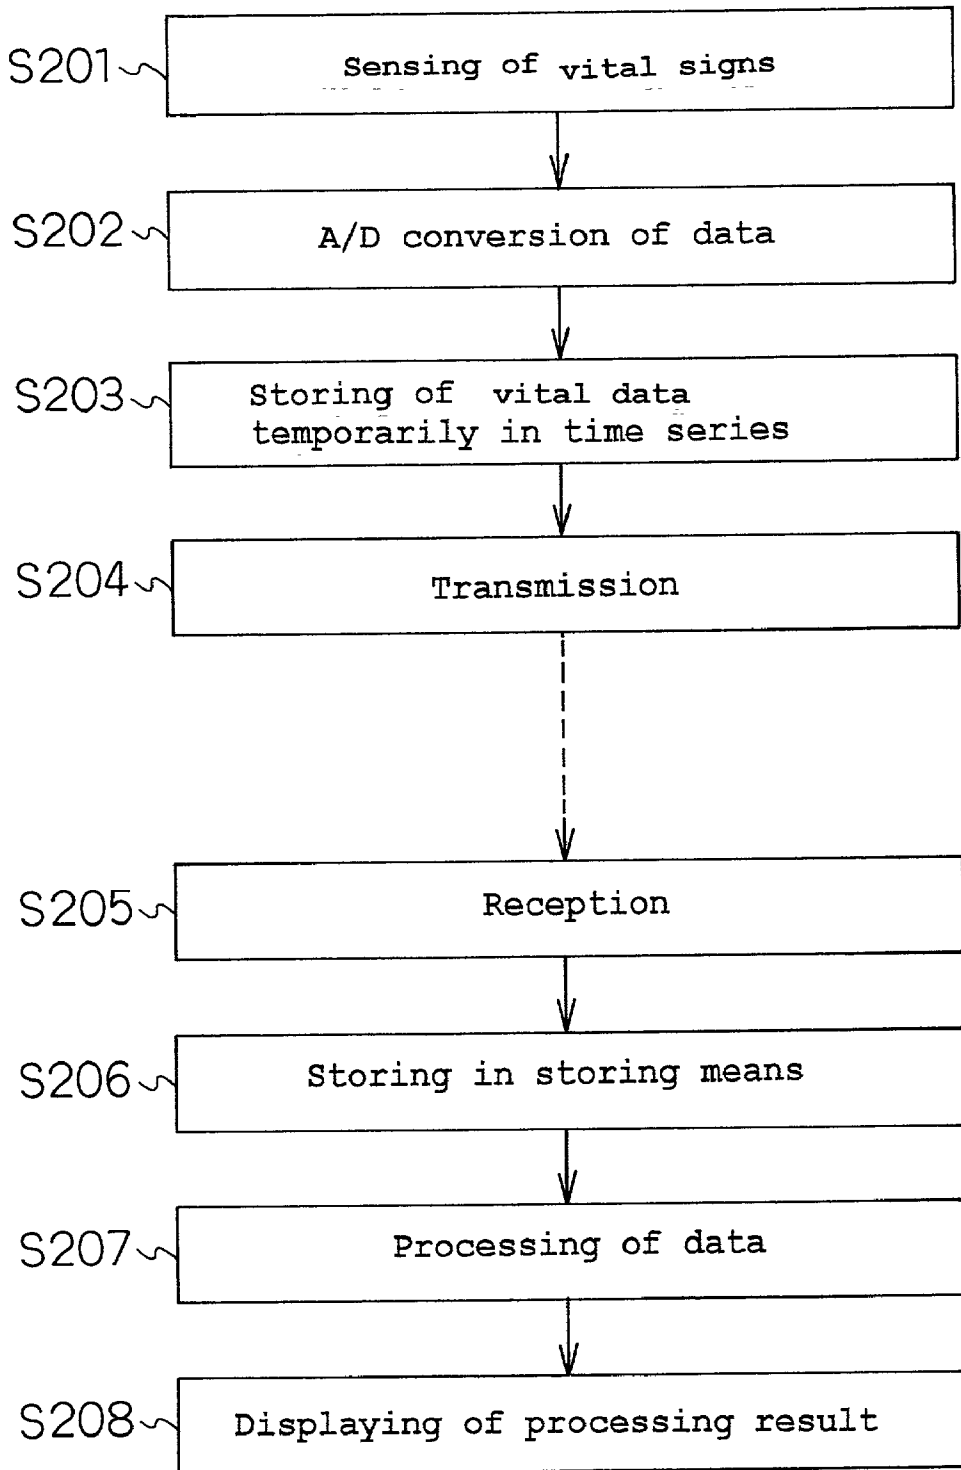 S201 Sensing of vital signs
S202 A/D conversion of data
S203 Storing of vital data
temporarily in time series
S204 Transmission
S205 Reception
S206 Storing in storing means
S207 Processing of data
S208 Displaying of processing result